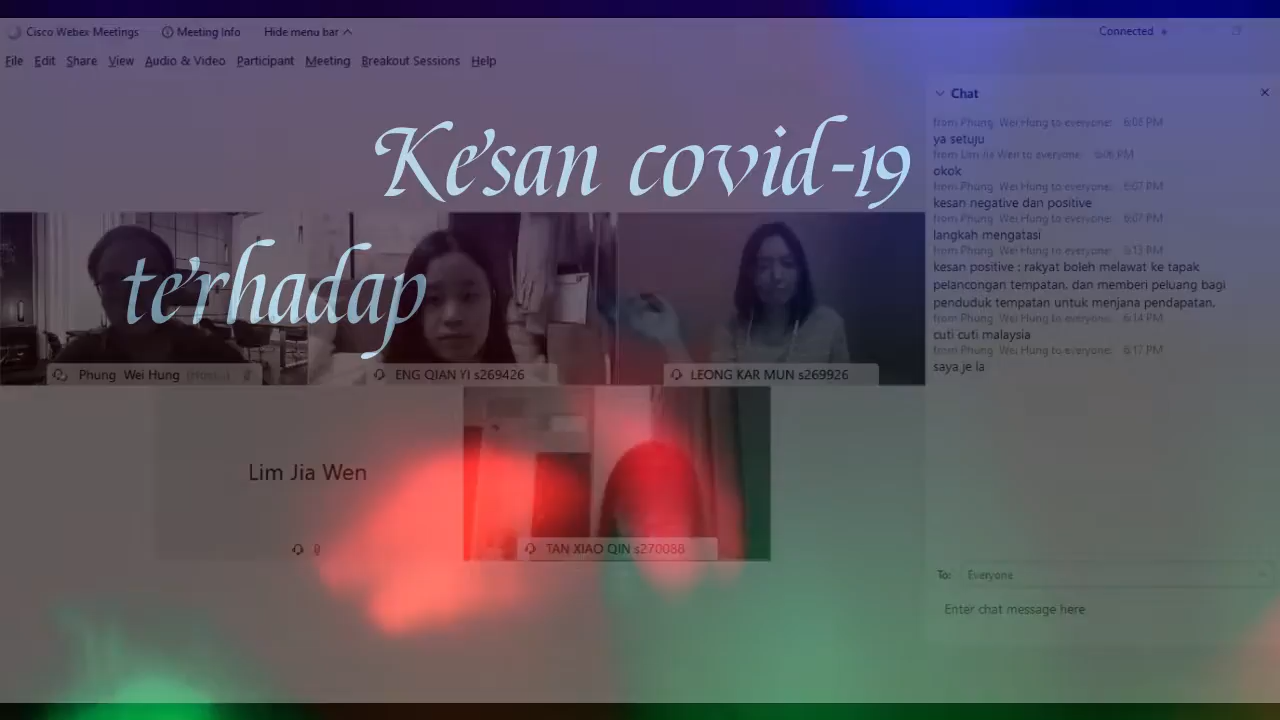 Cisco Webex Meetings Meeting Info Hide menu bar Connected
File Edit Share View Audio & Video Participant Meeting Breakout Sessions Help
Kesan covid-19
terhadap
Phung Wei Hung (Host)
ENG QIAN YI s269426
LEONG KAR MUN s269926
Lim Jia Wen
TAN XIAO QIN s270088
Chat
from Phung Wei Hung to everyone: 6:06 PM
ya setuju
from Lim Jia Wen to everyone: 6:06 PM
okok
from Phung Wei Hung to everyone: 6:07 PM
kesan negative dan positive
from Phung Wei Hung to everyone: 6:07 PM
langkah mengatasi
from Phung Wei Hung to everyone: 6:13 PM
kesan positive : rakyat boleh melawat ke tapak
pelancongan tempatan, dan memberi peluang bagi
penduduk tempatan untuk menjana pendapatan.
from Phung Wei Hung to everyone: 6:14 PM
cuti cuti malaysia
from Phung Wei Hung to everyone: 6:17 PM
saya je la
To: Everyone
Enter chat message here